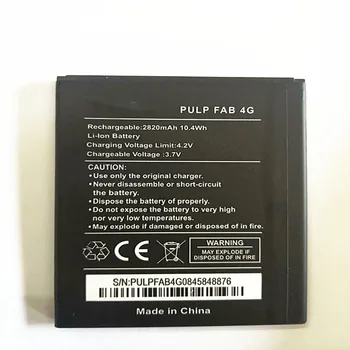 PULP FAB 4G
Rechargeable:2820mAh 10.4Wh
Li-Ion Battery
Charging Voltage Limit:4.2V
Chargeable Voltage:3.7V
CAUTION:
• Use only the original charger.
• Never disassemble or short-circuit
the battery.
• Dispose the battery of properly.
• Do not expose the battery to very high
nor very low temperatures.
• May explode if disposed of in fire.
WARNING
MAY EXPLODE IF
DISPOSED OF IN FIRE.
S/N:PULPFAB4G0845848876
Made in China